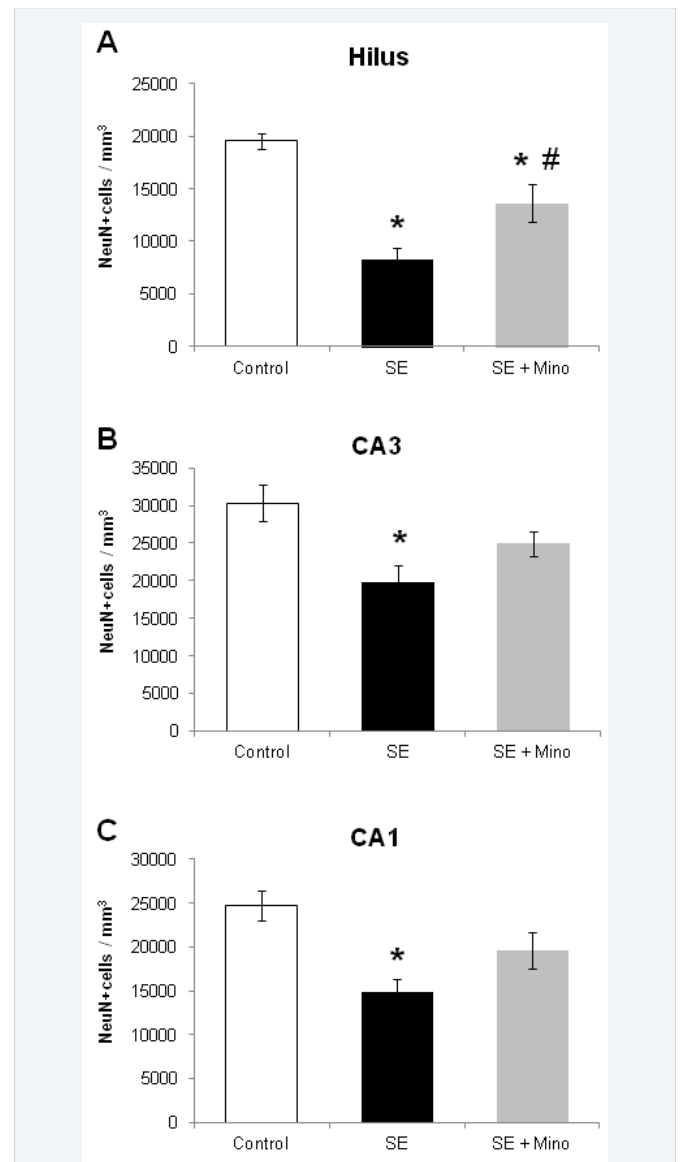 A
Hilus
25000
20000
15000
10000
5000
0
NeuN+cells / mm³
*
* #
Control SE SE + Mino
B
CA3
35000
30000
25000
20000
15000
10000
5000
0
NeuN+cells / mm³
*
Control SE SE + Mino
C
CA1
30000
25000
20000
15000
10000
5000
0
NeuN+cells / mm³
*
Control SE SE + Mino